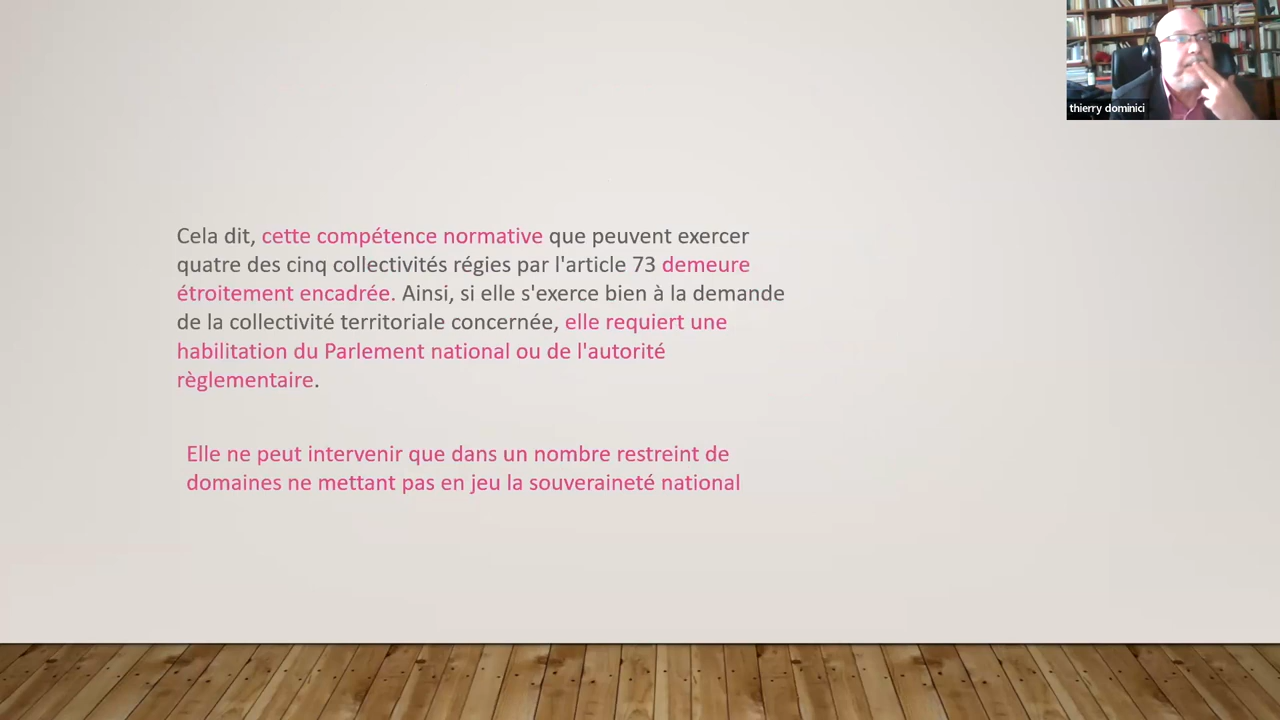 thierry dominici
Cela dit, cette compétence normative que peuvent exercer
quatre des cinq collectivités régies par l'article 73 demeure
étroitement encadrée. Ainsi, si elle s'exerce bien à la demande
de la collectivité territoriale concernée, elle requiert une
habilitation du Parlement national ou de l'autorité
règlementaire.
Elle ne peut intervenir que dans un nombre restreint de
domaines ne mettant pas en jeu la souveraineté national